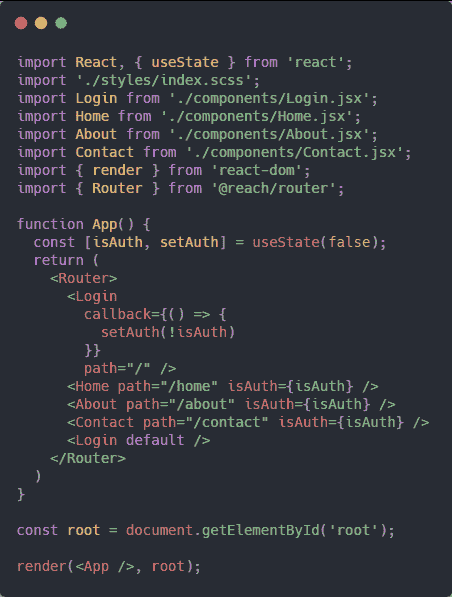 import React, { useState } from 'react';
import './styles/index.scss';
import Login from './components/Login.jsx';
import Home from './components/Home.jsx';
import About from './components/About.jsx';
import Contact from './components/Contact.jsx';
import { render } from 'react-dom';
import { Router } from '@reach/router';

function App() {
  const [isAuth, setAuth] = useState(false);
  return (
    <Router>
      <Login
        callback={() => {
          setAuth(!isAuth)
        }}
        path="/" />
      <Home path="/home" isAuth={isAuth} />
      <About path="/about" isAuth={isAuth} />
      <Contact path="/contact" isAuth={isAuth} />
      <Login default />
    </Router>
  )
}

const root = document.getElementById('root');

render(<App />, root);